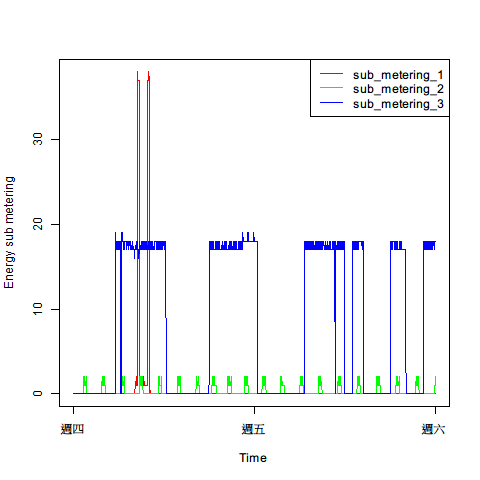 sub_metering_1
sub_metering_2
sub_metering_3
Energy sub metering
30
20
10
0
週四 週五 週六
Time